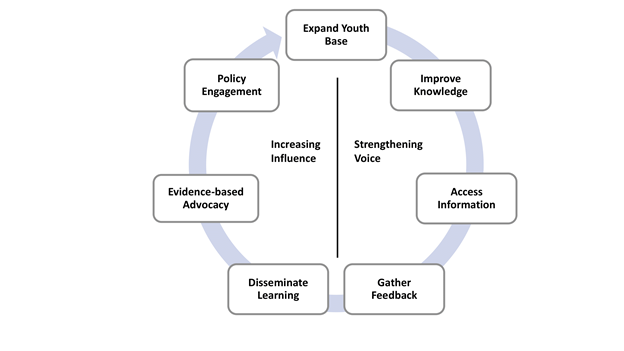 Expand Youth
Base
Improve
Knowledge
Access
Information
Gather
Feedback
Disseminate
Learning
Evidence-based
Advocacy
Policy
Engagement
Increasing
Influence
Strengthening
Voice